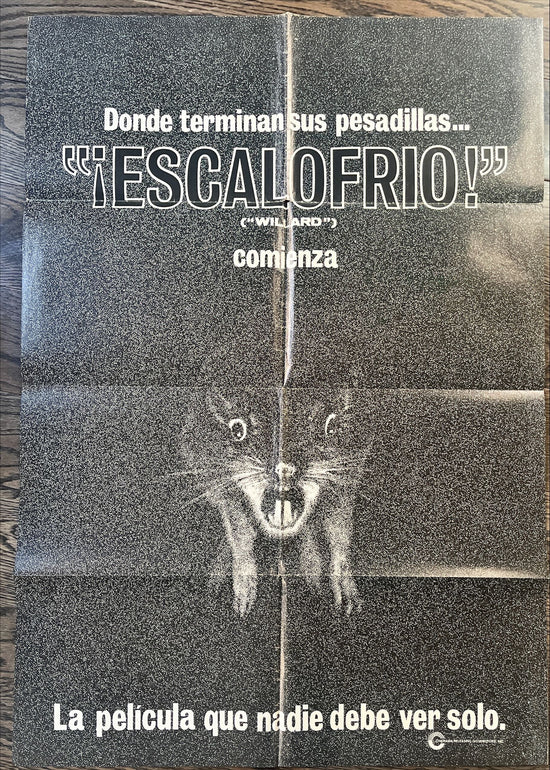 Donde terminan sus pesadillas...
"¡ESCALOFRIO!"
("WILLARD")
comienza
La película que nadie debe ver solo.